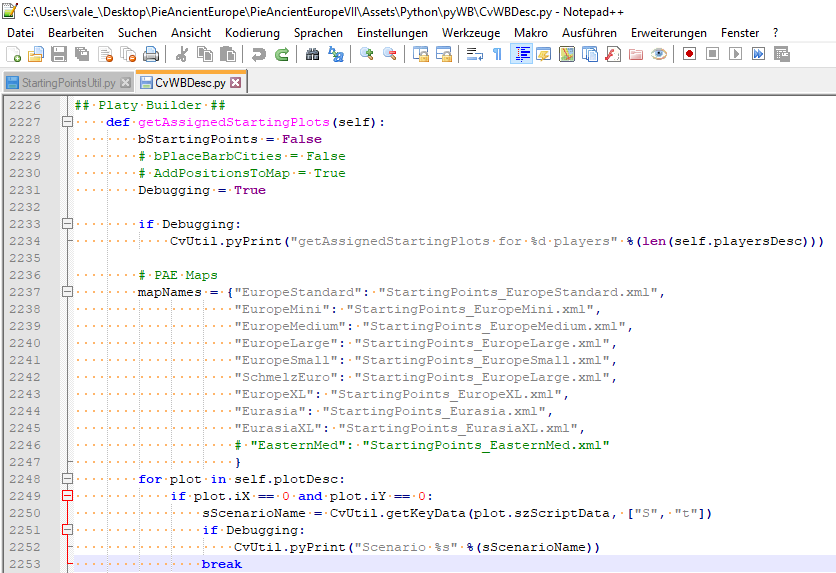 C:\Users\vale_\Desktop\PieAncientEurope\PieAncientEuropeVII\Assets\Python\pyWB\CvWBDesc.py - Notepad++
Datei Bearbeiten Suchen Ansicht Kodierung Sprachen Einstellungen Werkzeuge Makro Ausführen Erweiterungen Fenster ?
StartingPointsUtil.py CvWBDesc.py
2226 ## Platy Builder ##
2227 def getAssignedStartingPlots(self):
2228 bStartingPoints = False
2229 # bPlaceBarbCities = False
2230 # AddPositionsToMap = True
2231 Debugging = True
2232
2233 if Debugging:
2234 CvUtil.pyPrint("getAssignedStartingPlots for %d players" %(len(self.playersDesc)))
2235
2236 # PAE Maps
2237 mapNames = {"EuropeStandard": "StartingPoints_EuropeStandard.xml",
2238 "EuropeMini": "StartingPoints_EuropeMini.xml",
2239 "EuropeMedium": "StartingPoints_EuropeMedium.xml",
2240 "EuropeLarge": "StartingPoints_EuropeLarge.xml",
2241 "EuropeSmall": "StartingPoints_EuropeSmall.xml",
2242 "SchmelzEuro": "StartingPoints_EuropeLarge.xml",
2243 "EuropeXL": "StartingPoints_EuropeXL.xml",
2244 "Eurasia": "StartingPoints_Eurasia.xml",
2245 "EurasiaXL": "StartingPoints_EurasiaXL.xml",
2246 # "EasternMed": "StartingPoints_EasternMed.xml"
2247 }
2248 for plot in self.plotDesc:
2249 if plot.iX == 0 and plot.iY == 0:
2250 sScenarioName = CvUtil.getKeyData(plot.szScriptData, ["S", "t"])
2251 if Debugging:
2252 CvUtil.pyPrint("Scenario %s" %(sScenarioName))
2253 break